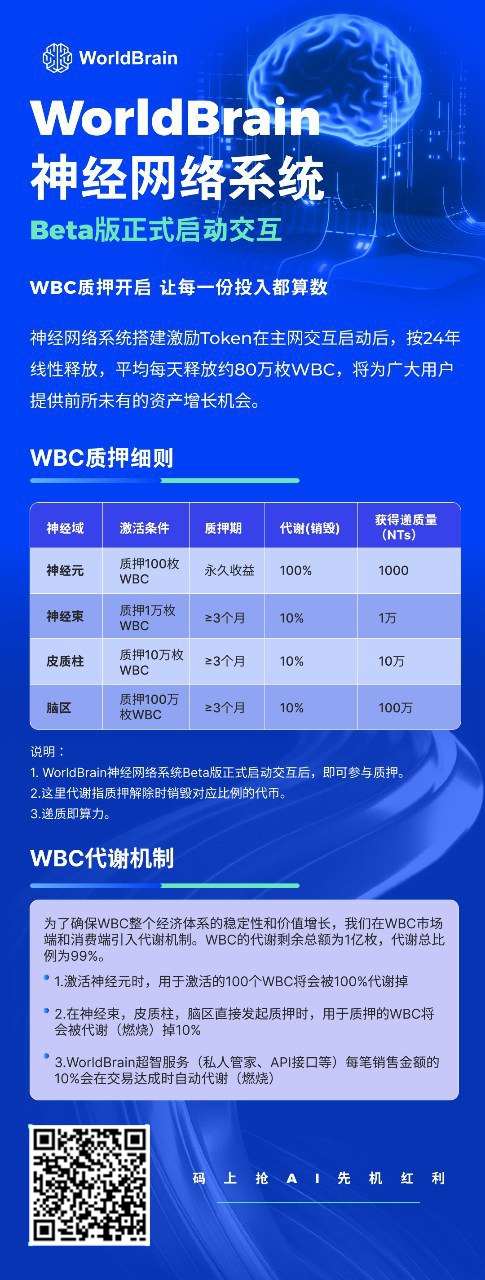 WorldBrain
WorldBrain
神经网络系统
Beta版正式启动交互
WBC质押开启 让每一份投入都算数
神经网络系统搭建激励Token在主网交互启动后，按24年
线性释放，平均每天释放约80万枚WBC，将为广大用户
提供前所未有的资产增长机会。
WBC质押细则
神经域 激活条件 质押期 代谢(销毁) 获得递质量
（NTs）
神经元 质押100枚
WBC 永久收益 100% 1000
神经束 质押1万枚
WBC ≥3个月 10% 1万
皮质柱 质押10万枚
WBC ≥3个月 10% 10万
脑区 质押100万
枚WBC ≥3个月 10% 100万
说明：
1. WorldBrain神经网络系统Beta版正式启动交互后，即可参与质押。
2.这里代谢指质押解除时销毁对应比例的代币。
3.递质即算力。
WBC代谢机制
为了确保WBC整个经济体系的稳定性和价值增长，我们在WBC市场
端和消费端引入代谢机制。WBC的代谢剩余总额为1亿枚，代谢总比
例为99%。
1.激活神经元时，用于激活的100个WBC将会被100%代谢掉
2.在神经束，皮质柱，脑区直接发起质押时，用于质押的WBC将
会被代谢（燃烧）掉10%
3.WorldBrain超智服务（私人管家、API接口等）每笔销售金额的
10%会在交易达成时自动代谢（燃烧）
码上抢AI先机红利